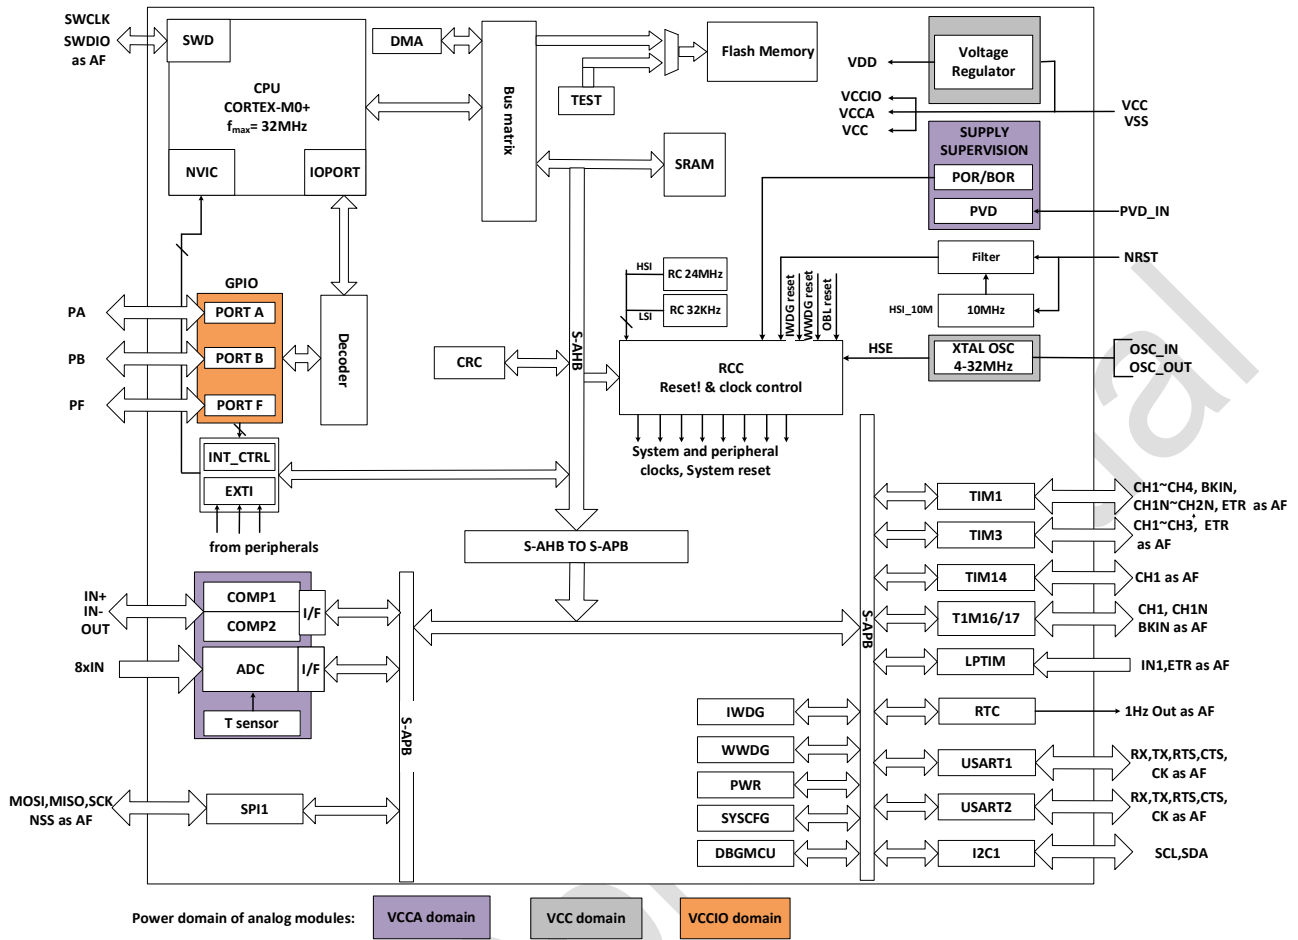 SWCLK
SWDIO
as AF
SWD
CPU
CORTEX-M0+
fmax= 32MHz
NVIC
IOPORT
DMA
Bus matrix
TEST
Flash Memory
SRAM
Voltage
Regulator
VDD
VCCIO
VCCA
VCC
VCC
VSS
SUPPLY
SUPERVISION
POR/BOR
PVD
PVD_IN
Filter
NRST
HSI_10M
10MHz
HSI
RC 24MHz
LSI
RC 32KHz
IWDG reset
WWDG reset
OBL reset
GPIO
PA
PORT A
PB
PORT B
PF
PORT F
Decoder
S-AHB
CRC
RCC
Reset! & clock control
HSE
XTAL OSC
4-32MHz
OSC_IN
OSC_OUT
INT_CTRL
EXTI
from peripherals
System and peripheral
clocks, System reset
S-AHB TO S-APB
IN+
IN-
OUT
COMP1
COMP2
I/F
8xIN
ADC
I/F
T sensor
S-APB
MOSI,MISO,SCK
NSS as AF
SPI1
S-APB
TIM1
CH1~CH4, BKIN,
CH1N~CH2N, ETR as AF
TIM3
CH1~CH3, ETR
as AF
TIM14
CH1 as AF
T1M16/17
CH1, CH1N
BKIN as AF
LPTIM
IN1,ETR as AF
IWDG
RTC
1Hz Out as AF
WWDG
USART1
RX,TX,RTS,CTS,
CK as AF
PWR
SYSCFG
USART2
RX,TX,RTS,CTS,
CK as AF
DBGMCU
I2C1
SCL,SDA
Power domain of analog modules:
VCCA domain
VCC domain
VCCIO domain